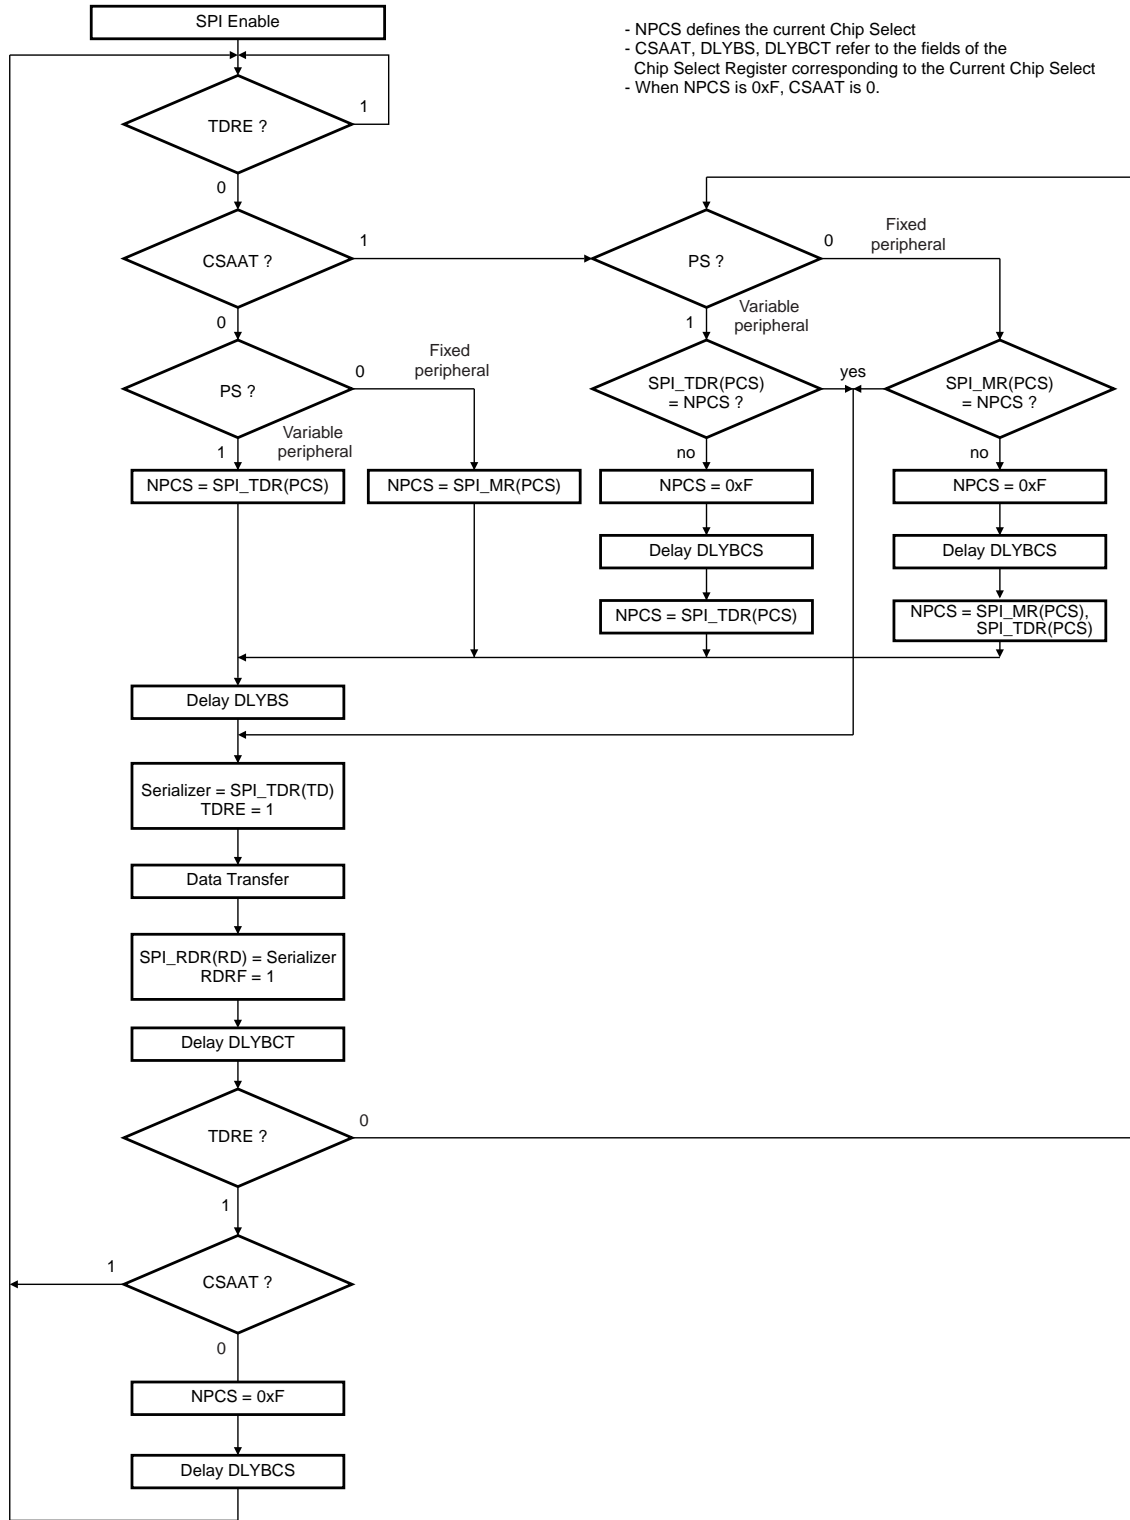 SPI Enable
- NPCS defines the current Chip Select
- CSAAT, DLYBS, DLYBCT refer to the fields of the
Chip Select Register corresponding to the Current Chip Select
- When NPCS is 0xF, CSAAT is 0.
TDRE ?
1
0
CSAAT ?
1
0
PS ?
0
Fixed
peripheral
1
Variable
peripheral
PS ?
0
Fixed
peripheral
1
Variable
peripheral
SPI_TDR(PCS)
= NPCS ?
yes
SPI_MR(PCS)
= NPCS ?
no
no
NPCS = SPI_TDR(PCS)
NPCS = SPI_MR(PCS)
NPCS = 0xF
NPCS = 0xF
Delay DLYBCS
Delay DLYBCS
NPCS = SPI_TDR(PCS)
NPCS = SPI_MR(PCS),
SPI_TDR(PCS)
Delay DLYBS
Serializer = SPI_TDR(TD)
TDRE = 1
Data Transfer
SPI_RDR(RD) = Serializer
RDRF = 1
Delay DLYBCT
TDRE ?
0
1
CSAAT ?
1
0
NPCS = 0xF
Delay DLYBCS